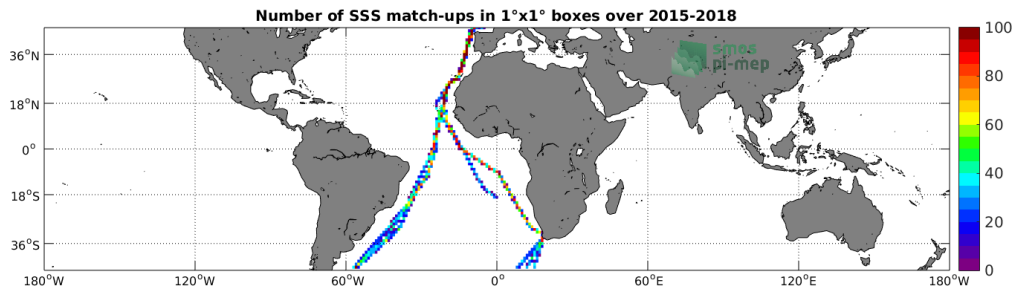 Number of SSS match-ups in 1°x1° boxes over 2015-2018
smos
pi-mep
36°N
18°N
0°
18°S
36°S
180°W
120°W
60°W
0°
60°E
120°E
180°W
100
80
60
40
20
0